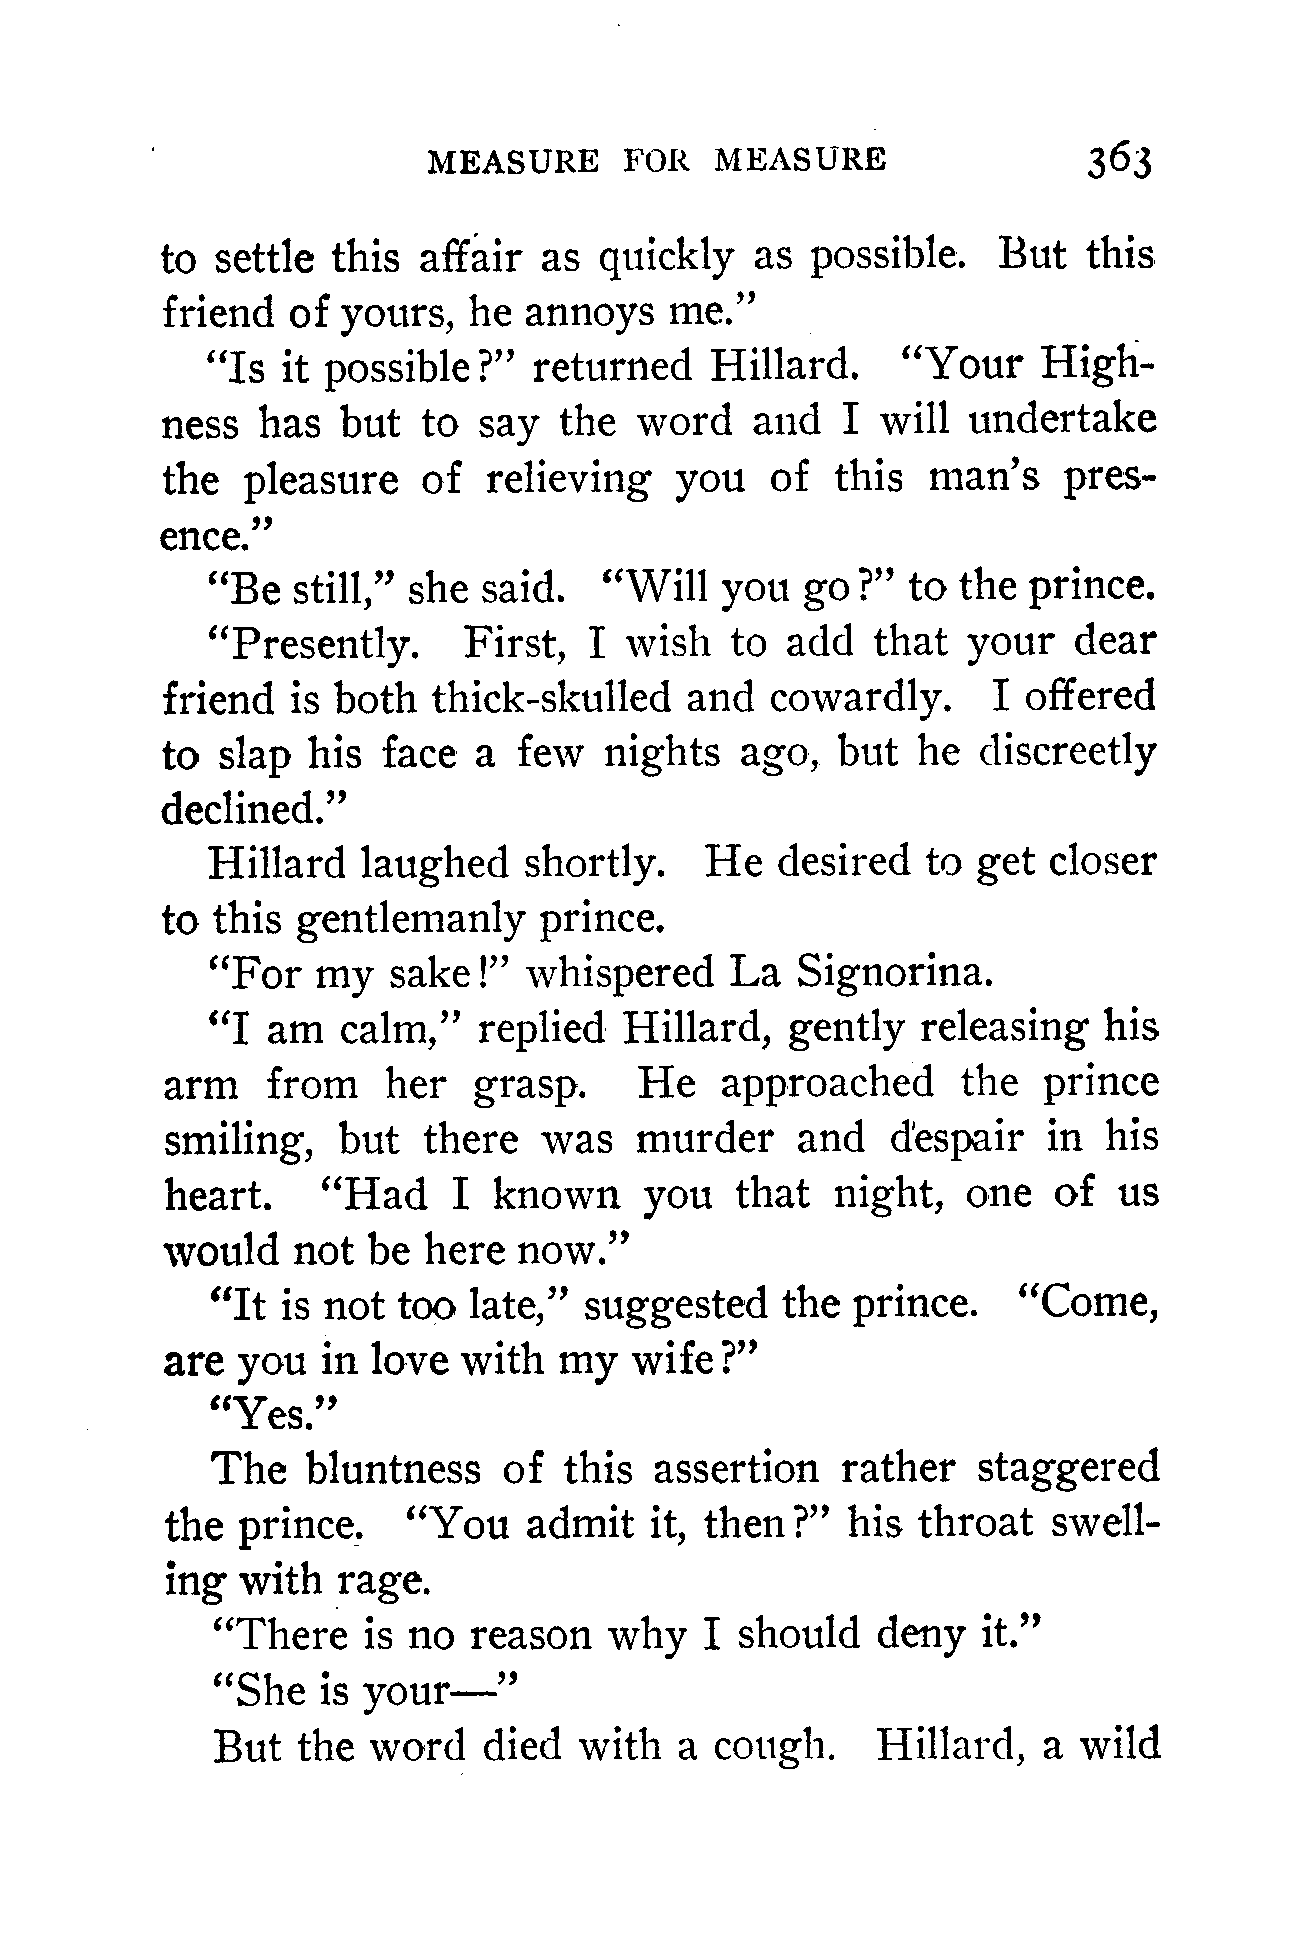 MEASURE FOR MEASURE 363
to settle this affair as quickly as possible. But this
friend of yours, he annoys me."
"Is it possible?" returned Hillard. "Your High-
ness has but to say the word and I will undertake
the pleasure of relieving you of this man's pres-
ence."
"Be still," she said. "Will you go?" to the prince.
"Presently. First, I wish to add that your dear
friend is both thick-skulled and cowardly. I offered
to slap his face a few nights ago, but he discreetly
declined."
Hillard laughed shortly. He desired to get closer
to this gentlemanly prince.
"For my sake!" whispered La Signorina.
"I am calm," replied Hillard, gently releasing his
arm from her grasp. He approached the prince
smiling, but there was murder and despair in his
heart. "Had I known you that night, one of us
would not be here now."
"It is not too late," suggested the prince. "Come,
are you in love with my wife?"
"Yes."
The bluntness of this assertion rather staggered
the prince. "You admit it, then?" his throat swell-
ing with rage.
"There is no reason why I should deny it."
"She is your—"
But the word died with a cough. Hillard, a wild